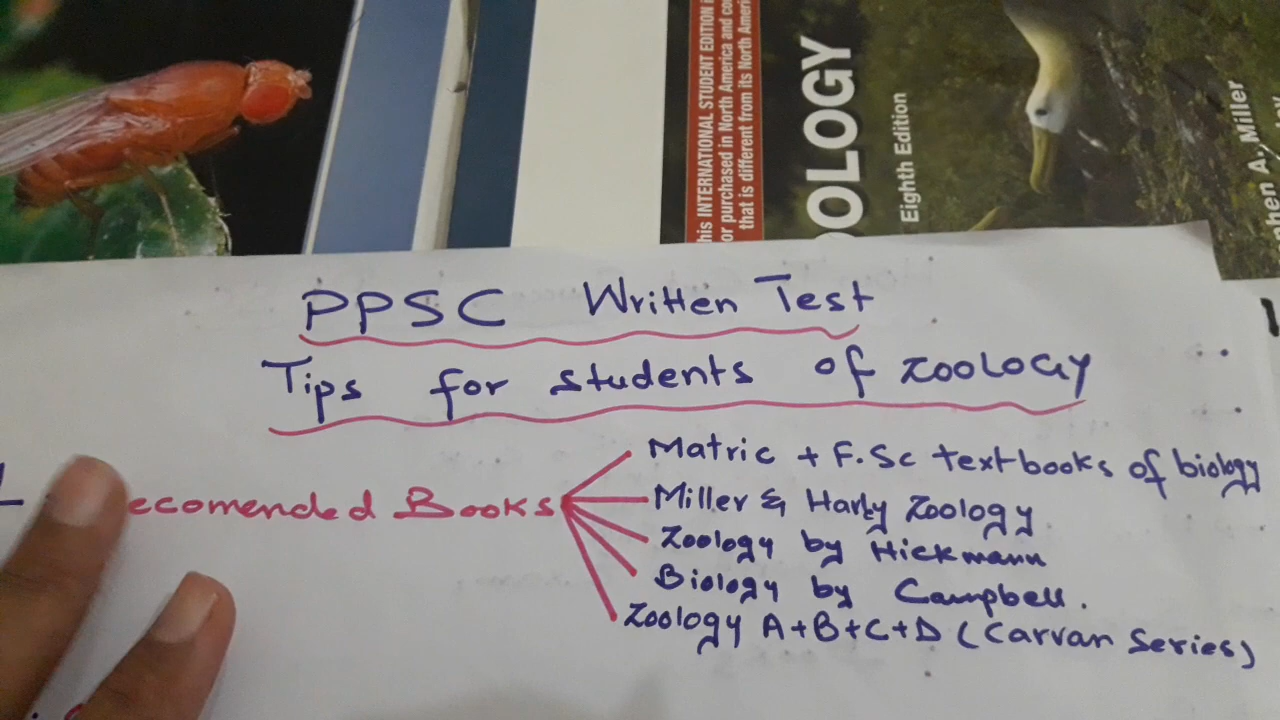 his INTERNATIONAL STUDENT EDITION i
or purchased in North America and co
that is different from its North Ameri
OOLOGY
Eighth Edition
phen A. Miller
PPSC Written Test
Tips for students of zoology
ecomended Books
Matric + F.Sc textbooks of biology
Miller & Harly Zoology
Zoology by Hickmann
Biology by Campbell.
Zoology A+B+C+D (Carvan Series)